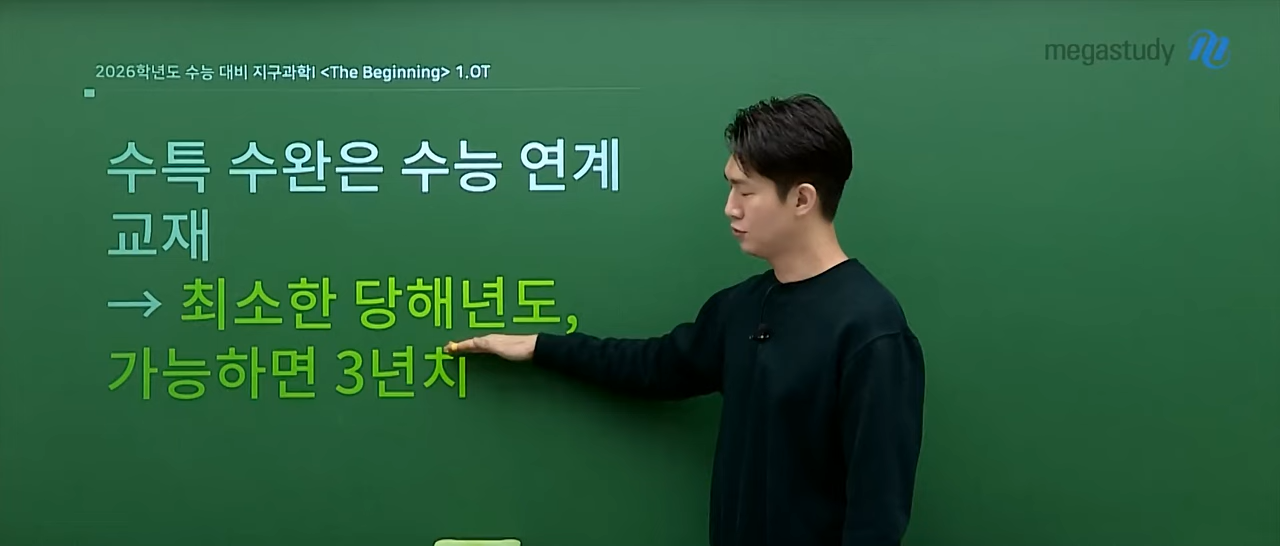 megastudy
2026학년도 수능 대비 지구과학I <The Beginning> 1.OT
수특 수완은 수능 연계
교재
→ 최소한 당해년도,
가능하면 3년치